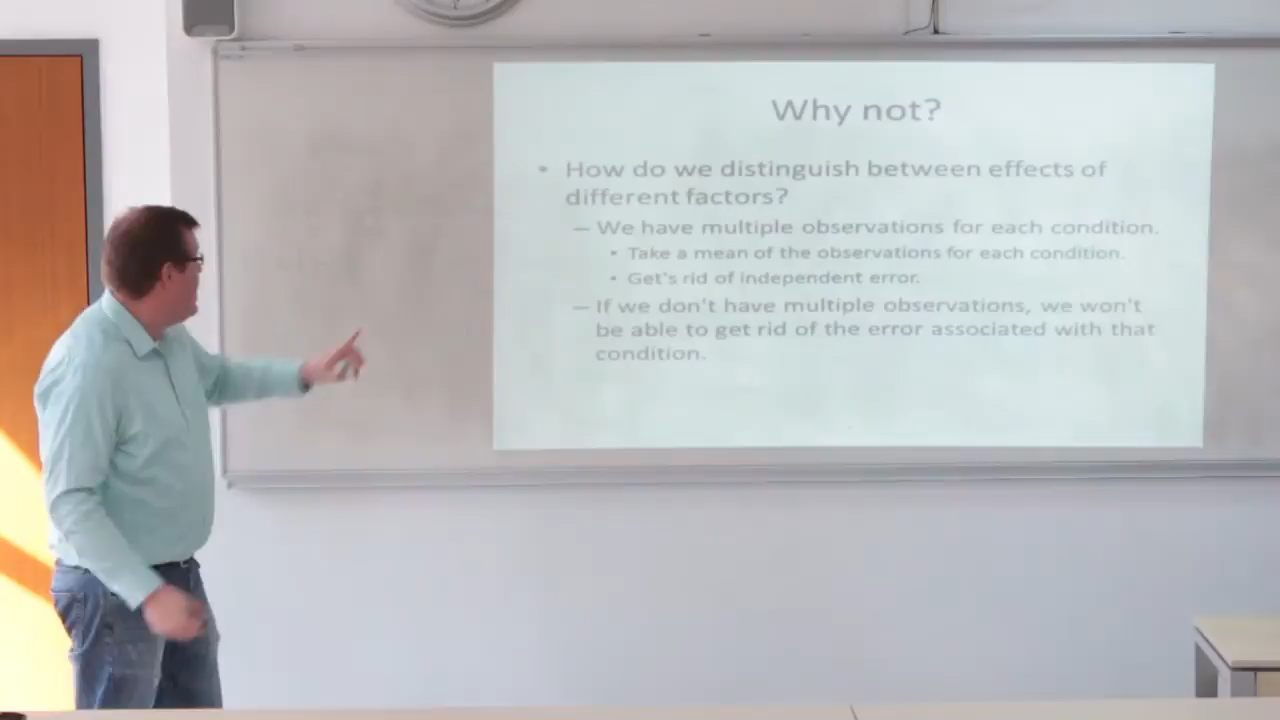 Why not?
• How do we distinguish between effects of
different factors?
– We have multiple observations for each condition.
• Take a mean of the observations for each condition.
• Get's rid of independent error.
– If we don't have multiple observations, we won't
be able to get rid of the error associated with that
condition.